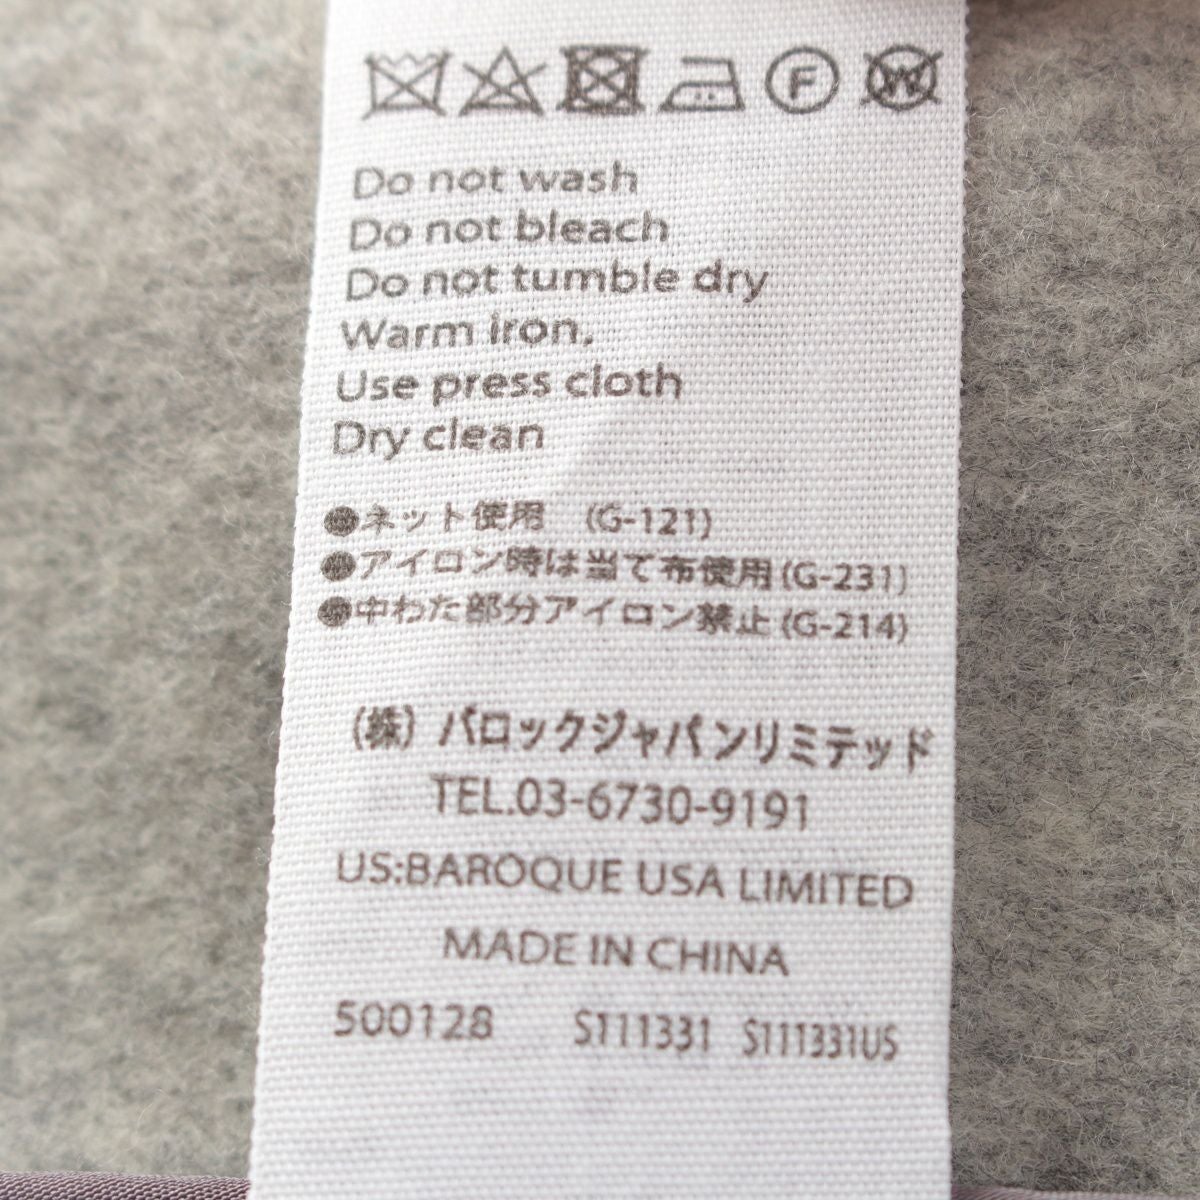 F W
Do not wash
Do not bleach
Do not tumble dry
Warm iron.
Use press cloth
Dry clean
●ネット使用 (G-121)
●アイロン時は当て布使用(G-231)
●中わた部分アイロン禁止(G-214)
(株) バロックジャパンリミテッド
TEL.03-6730-9191
US:BAROQUE USA LIMITED
MADE IN CHINA
500128 S111331 S111331US